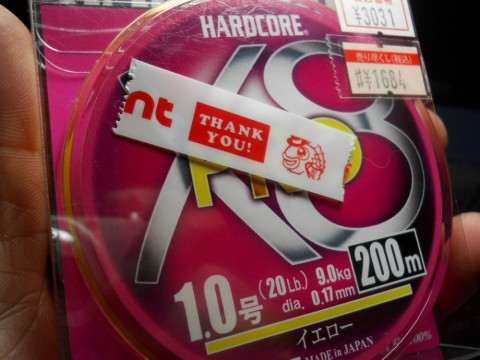 HARDCORE®
¥3031
売り尽くし(税込)
¥1684
nt
THANK
YOU!
X8
1.0号
(20Lb.) 9.0kg
dia. 0.17mm
200m
イエロー
MADE IN JAPAN